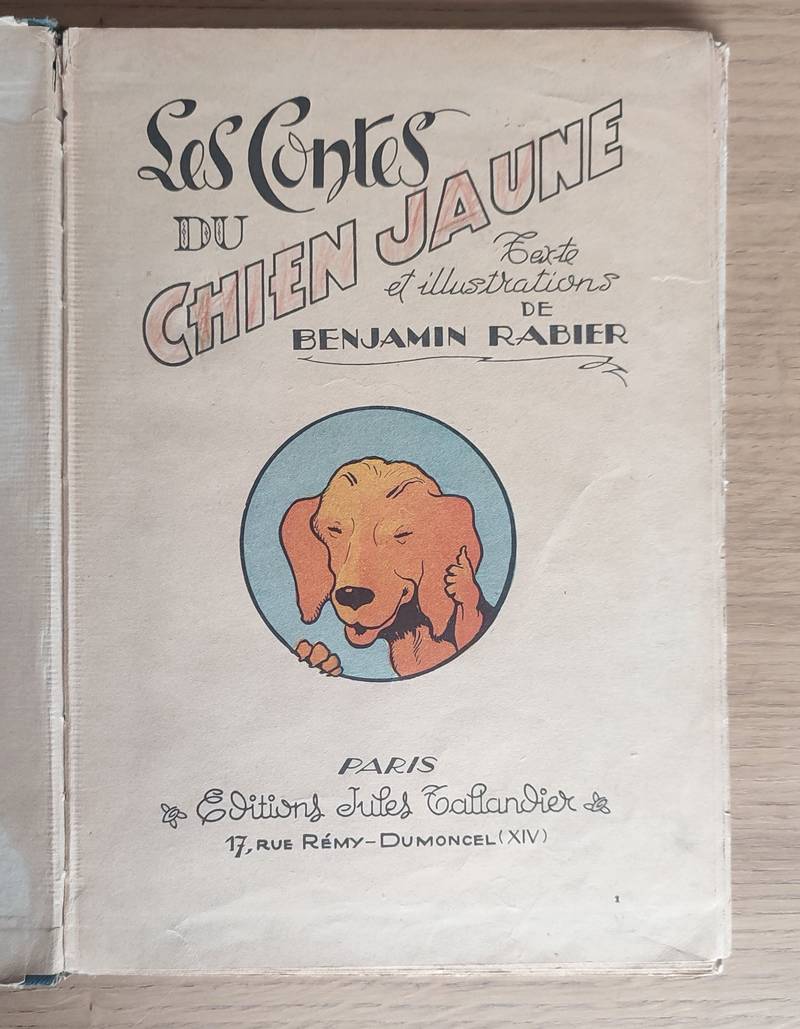 Les Contes
DU
CHIEN JAUNE
Texte
et illustrations
DE
BENJAMIN RABIER
PARIS
Editions Jules Tallandier
17, RUE RÉMY-DUMONCEL (XIV)
1